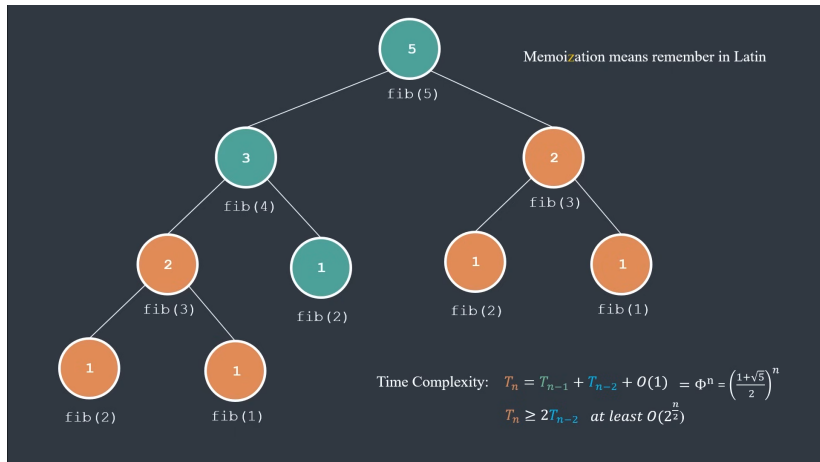 5
Memoization means remember in Latin
fib(5)
3
2
fib(4)
fib(3)
2
1
1
1
fib(3)
fib(2)
fib(2)
fib(1)
1
1
fib(2)
fib(1)
Time Complexity: Tₙ = Tₙ₋₁ + Tₙ₋₂ + O(1) = Φⁿ = ((1+√5)/2)ⁿ
Tₙ ≥ 2Tₙ₋₂ at least O(2^(n/2))